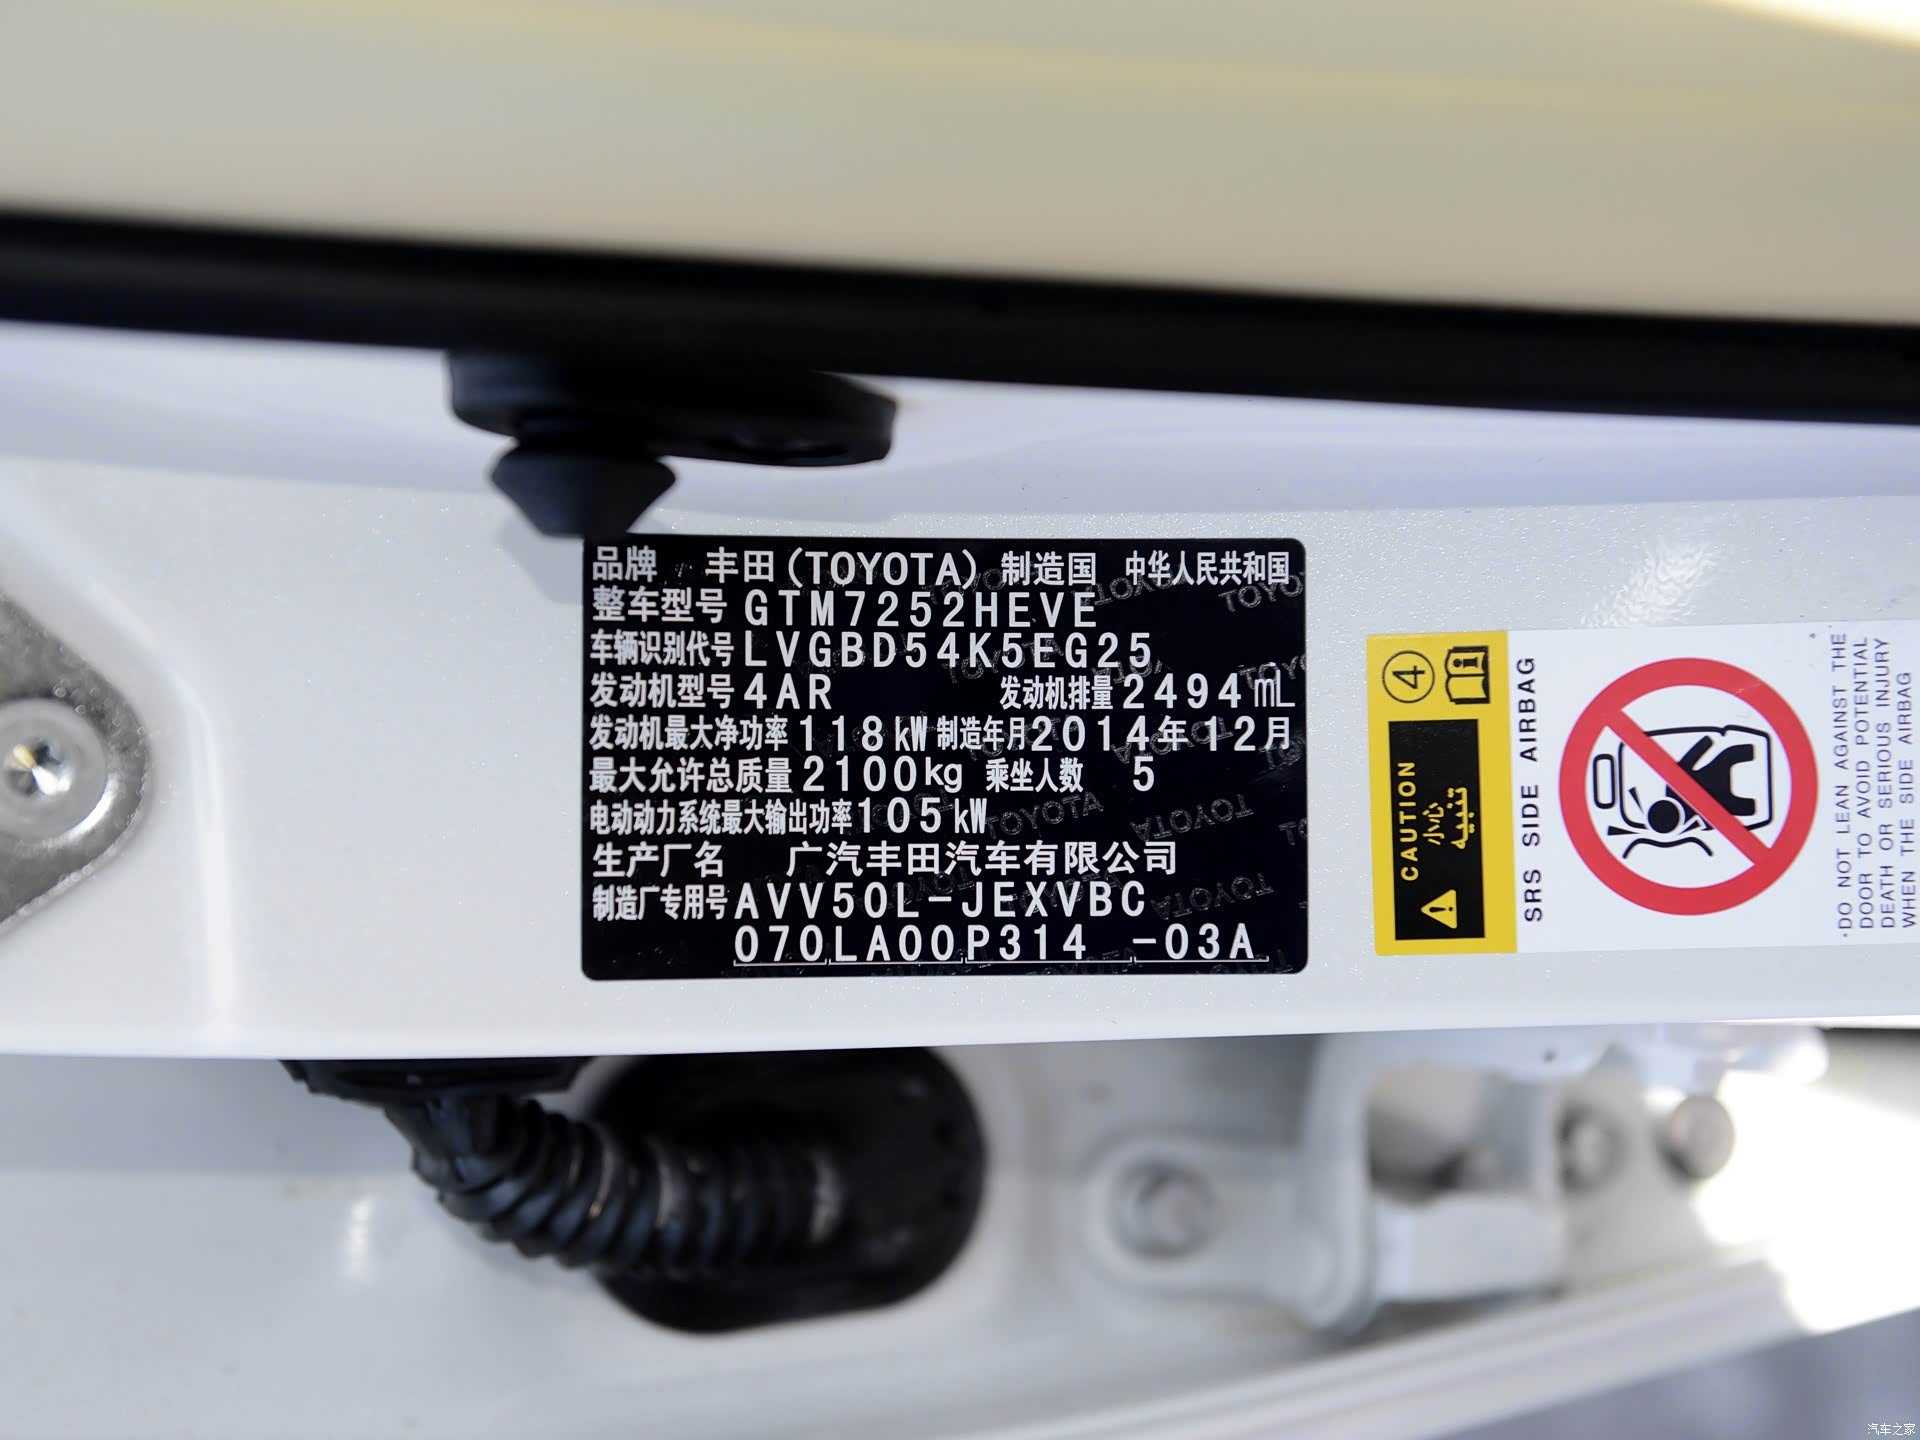 品牌 丰田(TOYOTA) 制造国 中华人民共和国
整车型号 GTM7252HEVE
车辆识别代号 LVGBD54K5EG25
发动机型号 4AR 发动机排量 2494 mL
发动机最大净功率 118 kW 制造年月 2014年 12月
最大允许总质量 2100kg 乘坐人数 5
电动动力系统最大输出功率 105 kW
生产厂名 广汽丰田汽车有限公司
制造厂专用号 AVV50L-JEXVBC
070LA00P314 -03A
4
CAUTION
小心
تنبيه
SRS SIDE AIRBAG
·DO NOT LEAN AGAINST THE
DOOR TO AVOID POTENTIAL
DEATH OR SERIOUS INJURY
WHEN THE SIDE AIRBAG
汽车之家